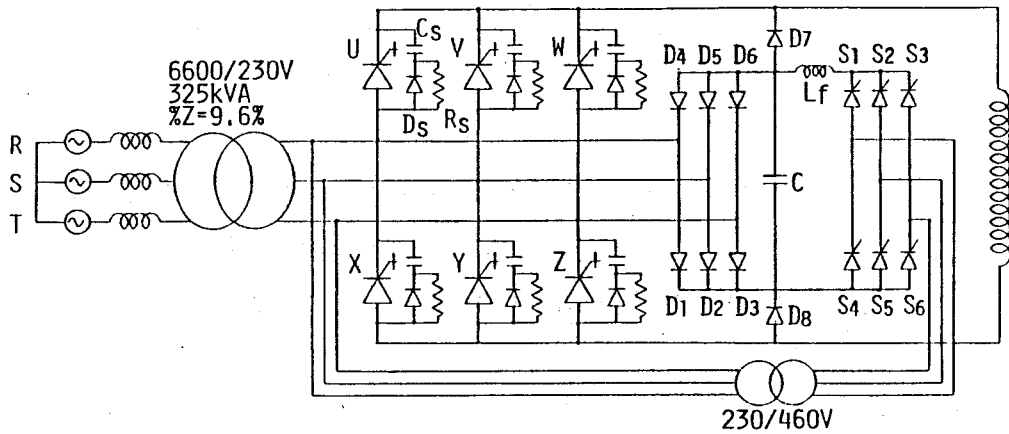 U
Cs
V
W
D7
D4
D5
D6
S1
S2
S3
6600/230V
325kVA
%Z=9.6%
Ds
Rs
Lf
R
S
T
C
X
Y
Z
D1
D2
D3
D8
S4
S5
S6
230/460V